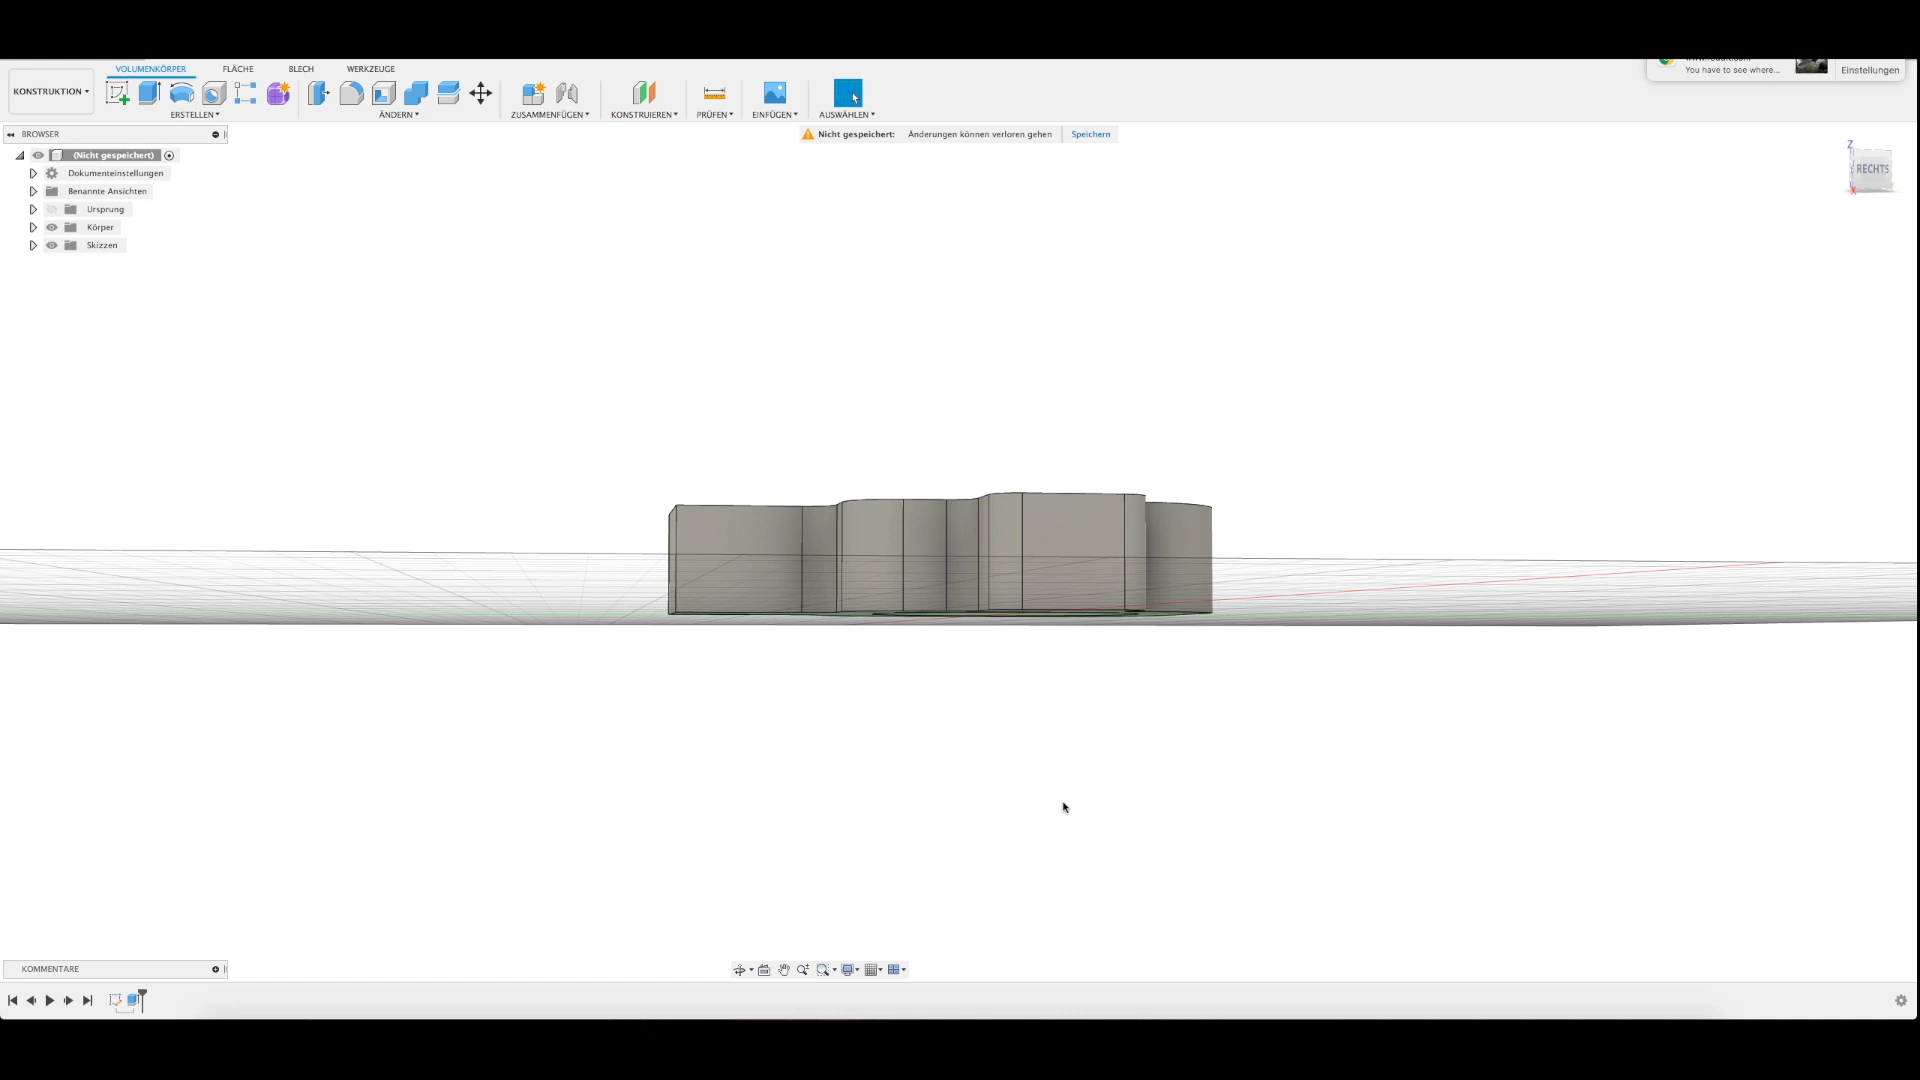 VOLUMENKÖRPER FLÄCHE BLECH WERKZEUGE
You have to see where... Einstellungen
KONSTRUKTION
ERSTELLEN ÄNDERN ZUSAMMENFÜGEN KONSTRUIEREN PRÜFEN EINFÜGEN AUSWÄHLEN
BROWSER
Nicht gespeichert: Änderungen können verloren gehen Speichern
(Nicht gespeichert)
Dokumenteinstellungen
Benannte Ansichten
Ursprung
Körper
Skizzen
Z
RECHTS
X
KOMMENTARE